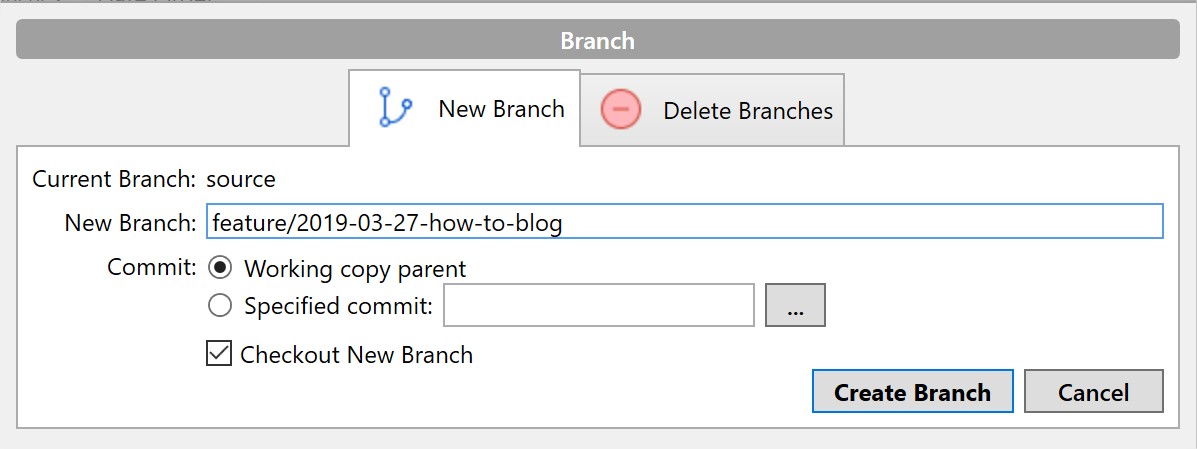 Branch
New Branch
Delete Branches
Current Branch: source
New Branch: feature/2019-03-27-how-to-blog
Commit: Working copy parent
Specified commit: ...
Checkout New Branch
Create Branch Cancel